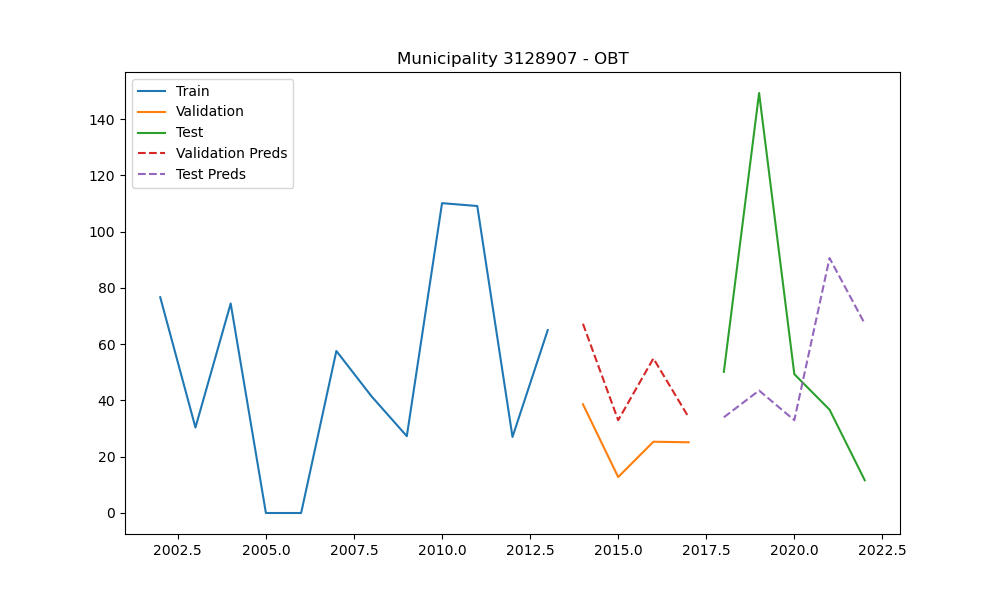 Municipality 3128907 - OBT
Train
Validation
Test
Validation Preds
Test Preds
140
120
100
80
60
40
20
0
2002.5 2005.0 2007.5 2010.0 2012.5 2015.0 2017.5 2020.0 2022.5